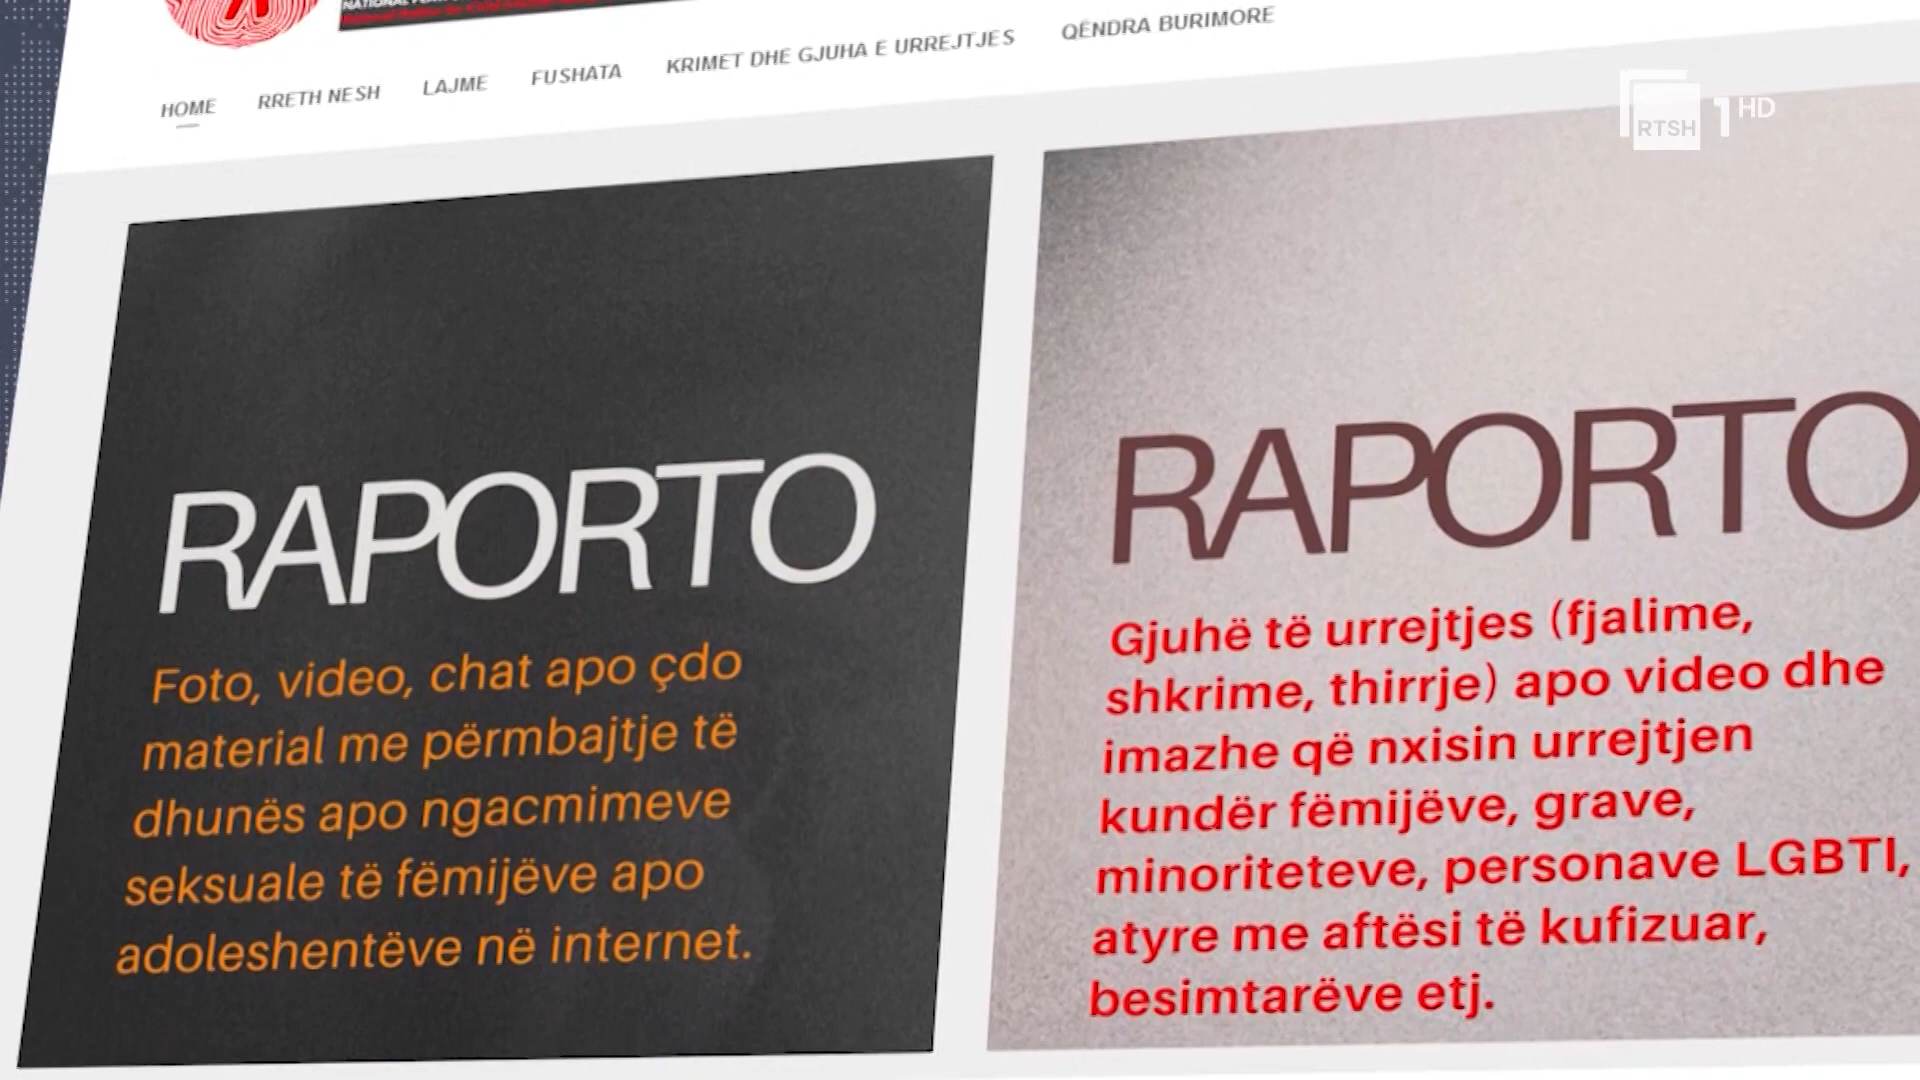 HOME RRETH NESH LAJME FUSHATA KRIMET DHE GJUHA E URREJTJES QËNDRA BURIMORE
RTSH 1 HD
RAPORTO
Foto, video, chat apo çdo
material me përmbajtje të
dhunës apo ngacmimeve
seksuale të fëmijëve apo
adoleshentëve në internet.
RAPORTO
Gjuhë të urrejtjes (fjalime,
shkrime, thirrje) apo video dhe
imazhe që nxisin urrejtjen
kundër fëmijëve, grave,
minoriteteve, personave LGBTI,
atyre me aftësi të kufizuar,
besimtarëve etj.